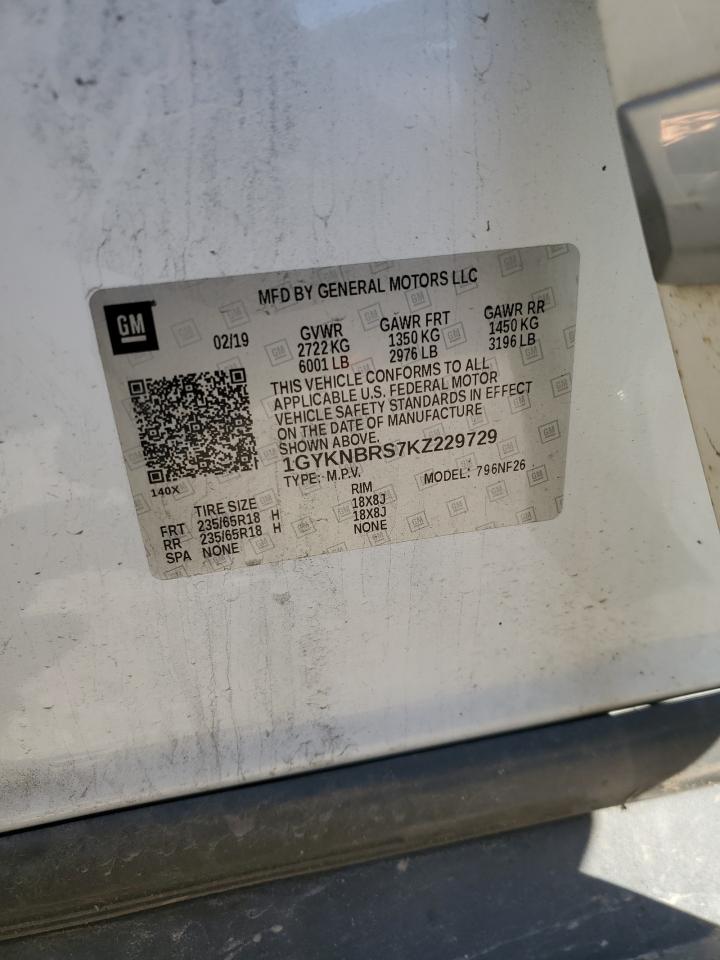 MFD BY GENERAL MOTORS LLC
GM
02/19
GVWR GAWR FRT GAWR RR
2722 KG 1350 KG 1450 KG
6001 LB 2976 LB 3196 LB
THIS VEHICLE CONFORMS TO ALL
APPLICABLE U.S. FEDERAL MOTOR
VEHICLE SAFETY STANDARDS IN EFFECT
ON THE DATE OF MANUFACTURE
SHOWN ABOVE.
1GYKNBRS7KZ229729
TYPE: M.P.V. MODEL: 796NF26
140X
TIRE SIZE RIM
FRT 235/65R18 H 18X8J
RR 235/65R18 H 18X8J
SPA NONE NONE